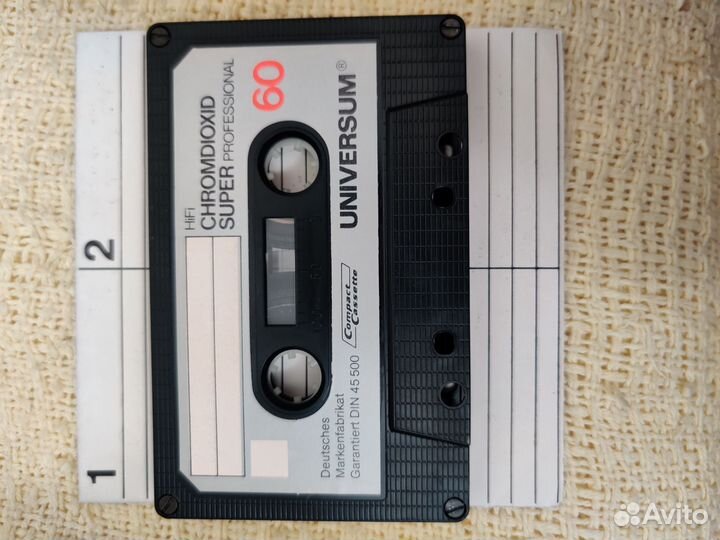 1 2
HiFi
CHROMDIOXID
SUPER PROFESSIONAL
60
UNIVERSUM®
Compact
Cassette
Deutsches
Markenfabrikat
Garantiert DIN 45 500
Avito